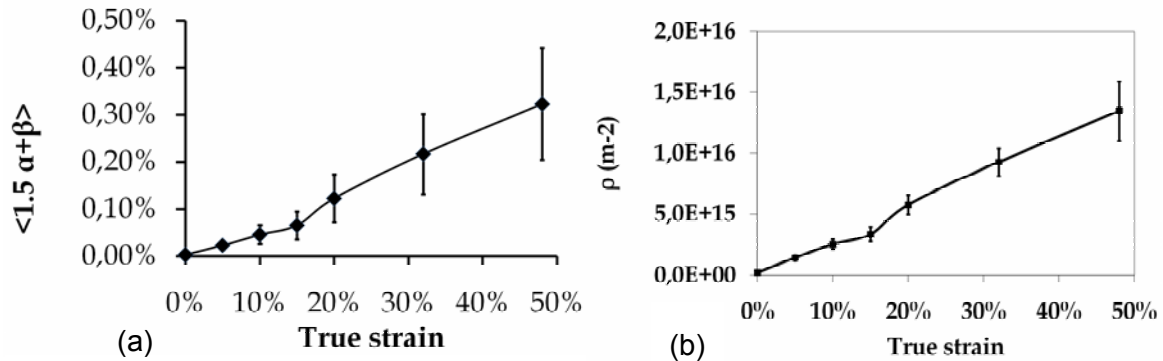 0,50%
0,40%
0,30%
0,20%
0,10%
0,00%
<1.5 α+β>
0% 10% 20% 30% 40% 50%
(a) True strain
2,0E+16
1,5E+16
1,0E+16
5,0E+15
0,0E+00
ρ (m-2)
0% 10% 20% 30% 40% 50%
(b) True strain